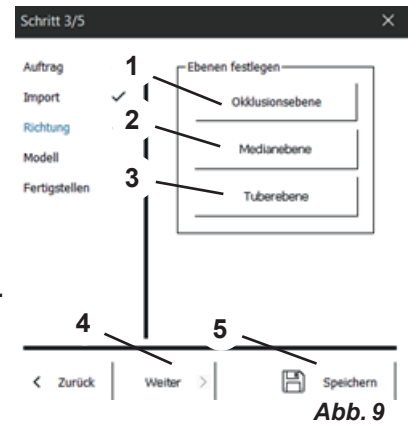 Schritt 3/5
Auftrag
Import
Richtung
Modell
Fertigstellen
Ebenen festlegen
1
Okklusionsebene
2
Medianebene
3
Tuberebene
4
5
Zurück
Weiter
Speichern
Abb. 9